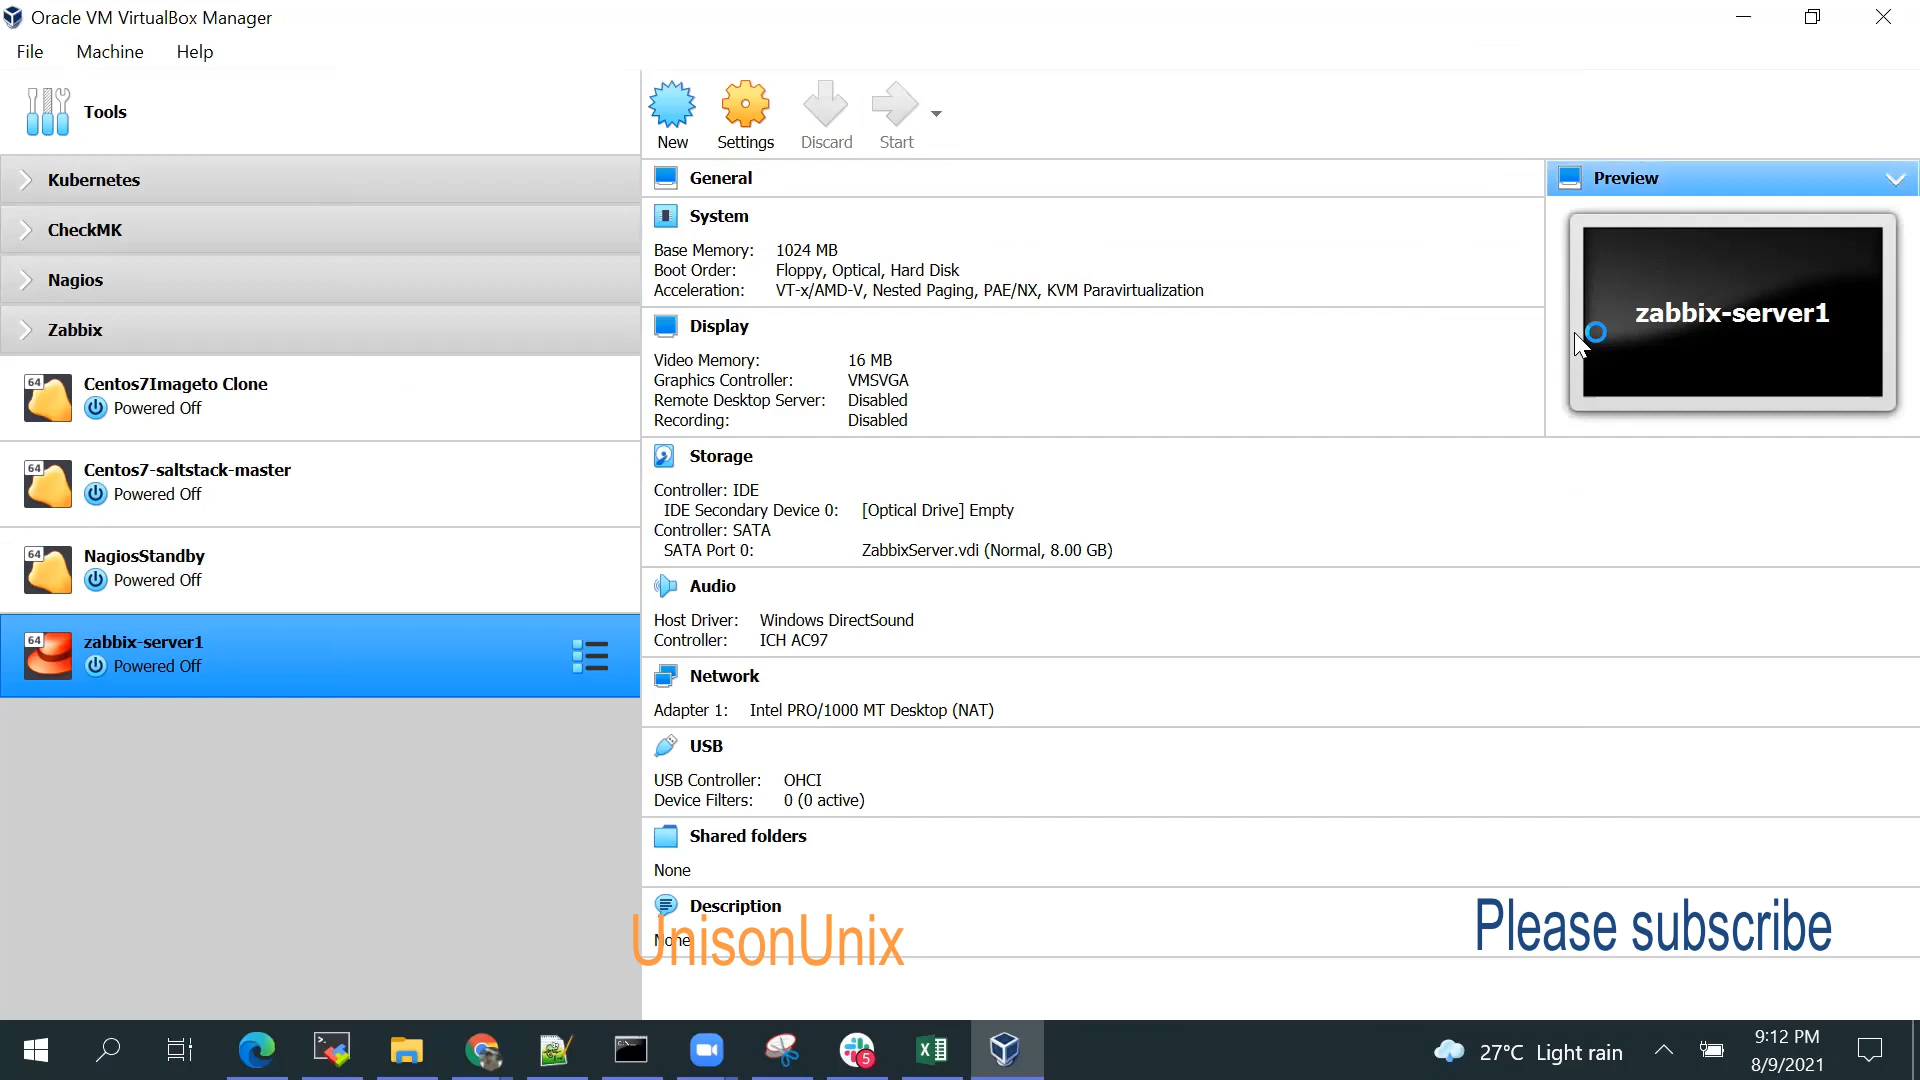 Oracle VM VirtualBox Manager
File Machine Help
Tools
Kubernetes
CheckMK
Nagios
Zabbix
64
Centos7Imageto Clone
Powered Off
64
Centos7-saltstack-master
Powered Off
64
NagiosStandby
Powered Off
64
zabbix-server1
Powered Off
New Settings Discard Start
General
System
Base Memory: 1024 MB
Boot Order: Floppy, Optical, Hard Disk
Acceleration: VT-x/AMD-V, Nested Paging, PAE/NX, KVM Paravirtualization
Display
Video Memory: 16 MB
Graphics Controller: VMSVGA
Remote Desktop Server: Disabled
Recording: Disabled
Preview
zabbix-server1
Storage
Controller: IDE
IDE Secondary Device 0: [Optical Drive] Empty
Controller: SATA
SATA Port 0: ZabbixServer.vdi (Normal, 8.00 GB)
Audio
Host Driver: Windows DirectSound
Controller: ICH AC97
Network
Adapter 1: Intel PRO/1000 MT Desktop (NAT)
USB
USB Controller: OHCI
Device Filters: 0 (0 active)
Shared folders
None
Description
None
UnisonUnix
Please subscribe
5
27°C Light rain
9:12 PM
8/9/2021